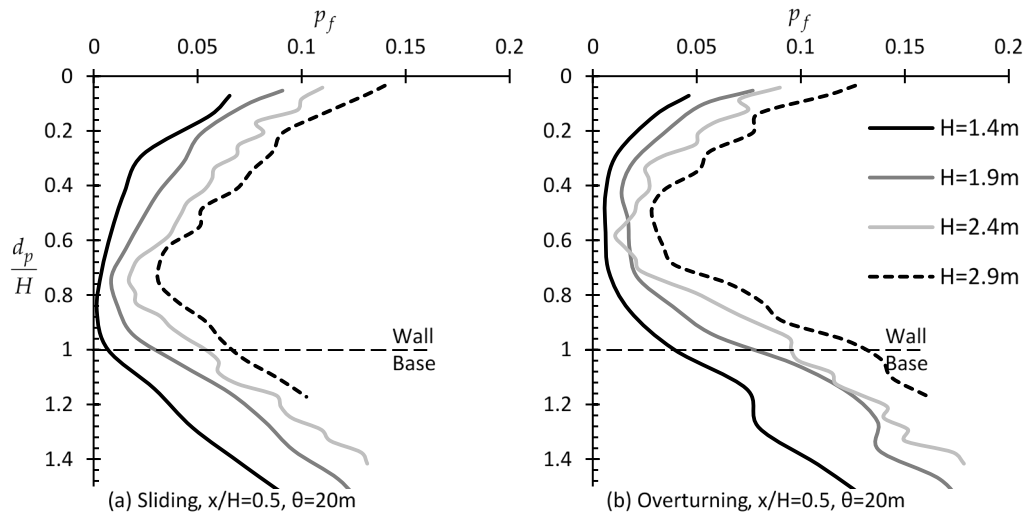 p_f
0 0.05 0.1 0.15 0.2
0
0.2
0.4
0.6
0.8
1
1.2
1.4
d_p
H
Wall
Base
(a) Sliding, x/H=0.5, θ=20m
p_f
0 0.05 0.1 0.15 0.2
0
0.2
0.4
0.6
0.8
1
1.2
1.4
H=1.4m
H=1.9m
H=2.4m
H=2.9m
Wall
Base
(b) Overturning, x/H=0.5, θ=20m